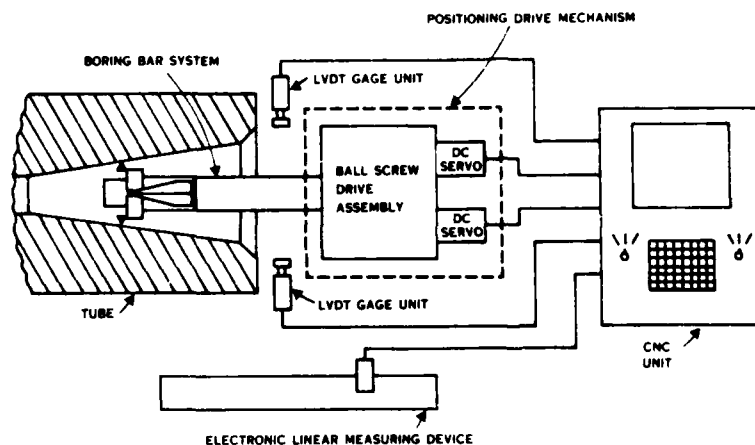 POSITIONING DRIVE MECHANISM
BORING BAR SYSTEM
LVDT GAGE UNIT
BALL SCREW
DRIVE
ASSEMBLY
DC
SERVO
DC
SERVO
TUBE
LVDT GAGE UNIT
CNC
UNIT
ELECTRONIC LINEAR MEASURING DEVICE